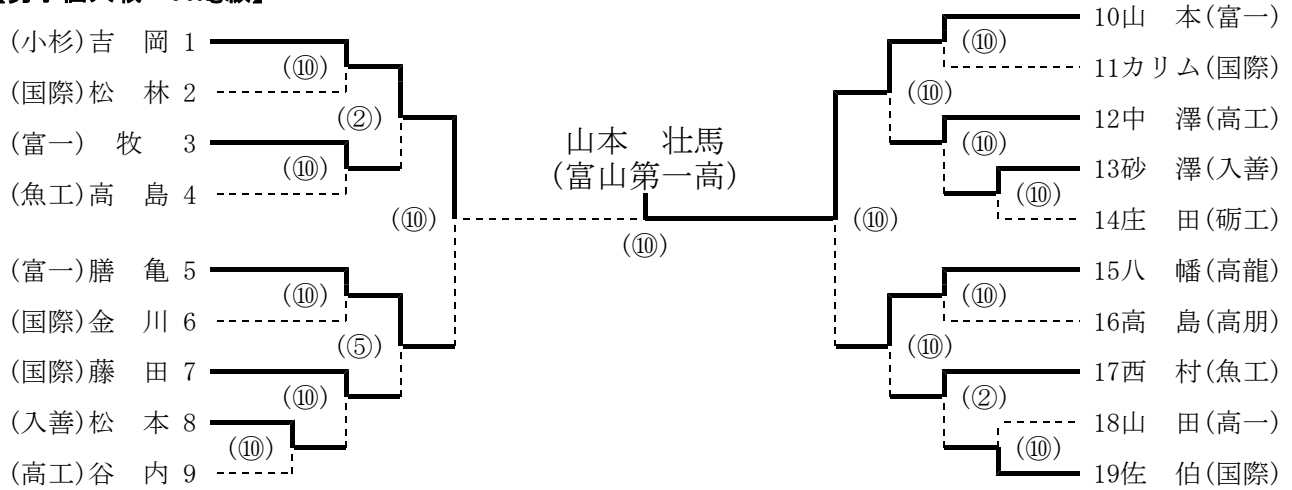 (小杉)吉　岡 1
(⑩)
(国際)松　林 2
(②)
(富一)　牧　 3
(⑩)
(魚工)高　島 4
(⑩)
(富一)膳　亀 5
(⑩)
(国際)金　川 6
(⑤)
(国際)藤　田 7
(⑩)
(入善)松　本 8
(⑩)
(高工)谷　内 9
山本　壮馬
(富山第一高)
(⑩)
10山　本(富一)
(⑩)
11カリム(国際)
(⑩)
12中　澤(高工)
(⑩)
13砂　澤(入善)
(⑩)
14庄　田(砺工)
(⑩)
15八　幡(高龍)
(⑩)
16高　島(高朋)
(⑩)
17西　村(魚工)
(②)
18山　田(高一)
(⑩)
19佐　伯(国際)